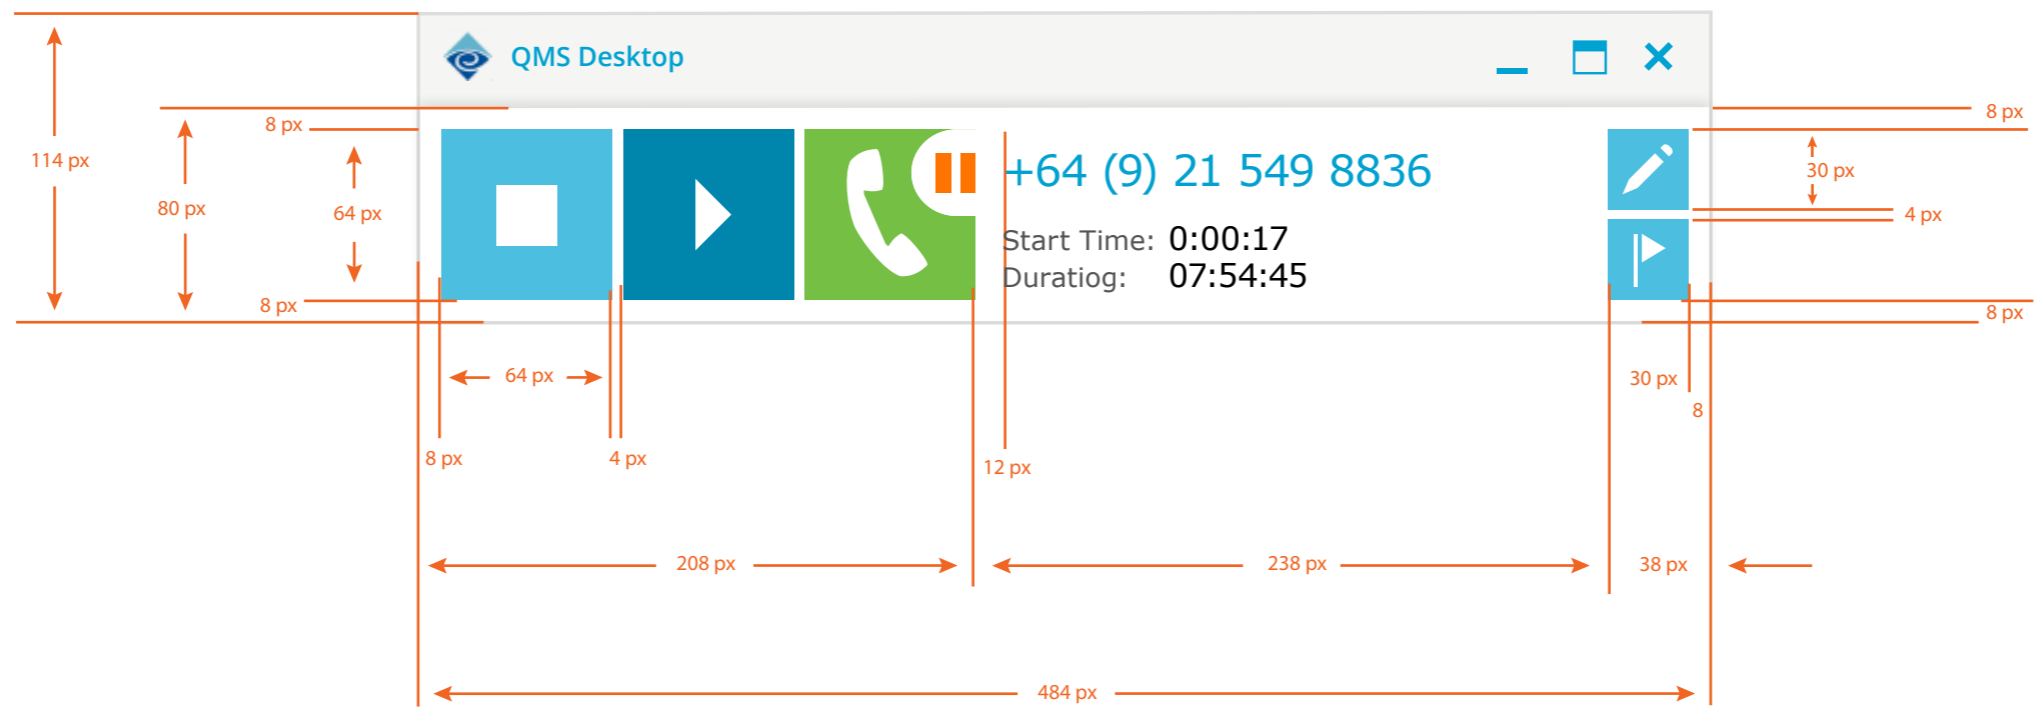 QMS Desktop
8 px
8 px
114 px
80 px
64 px
30 px
4 px
+64 (9) 21 549 8836
Start Time: 0:00:17
Duratiog: 07:54:45
8 px
8 px
64 px
30 px
8
8 px
4 px
12 px
208 px
238 px
38 px
484 px